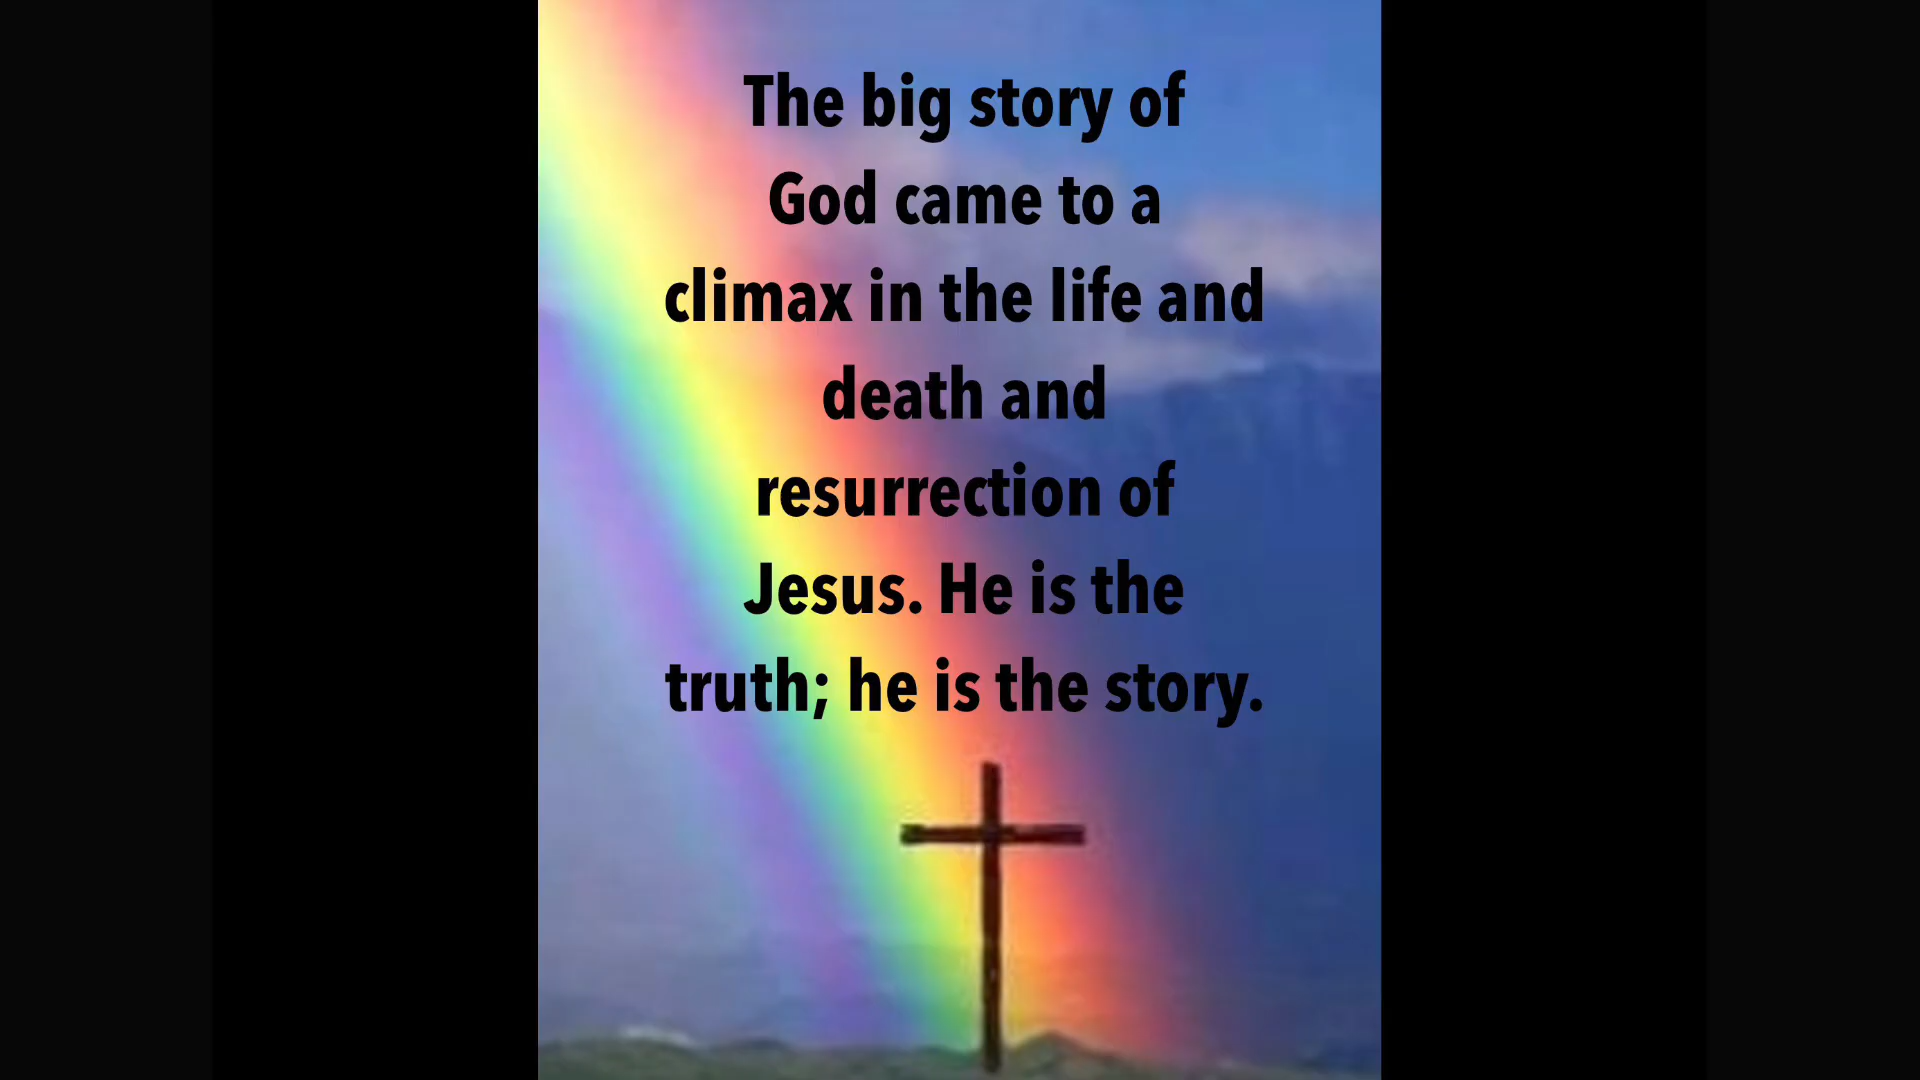 The big story of
God came to a
climax in the life and
death and
resurrection of
Jesus. He is the
truth; he is the story.